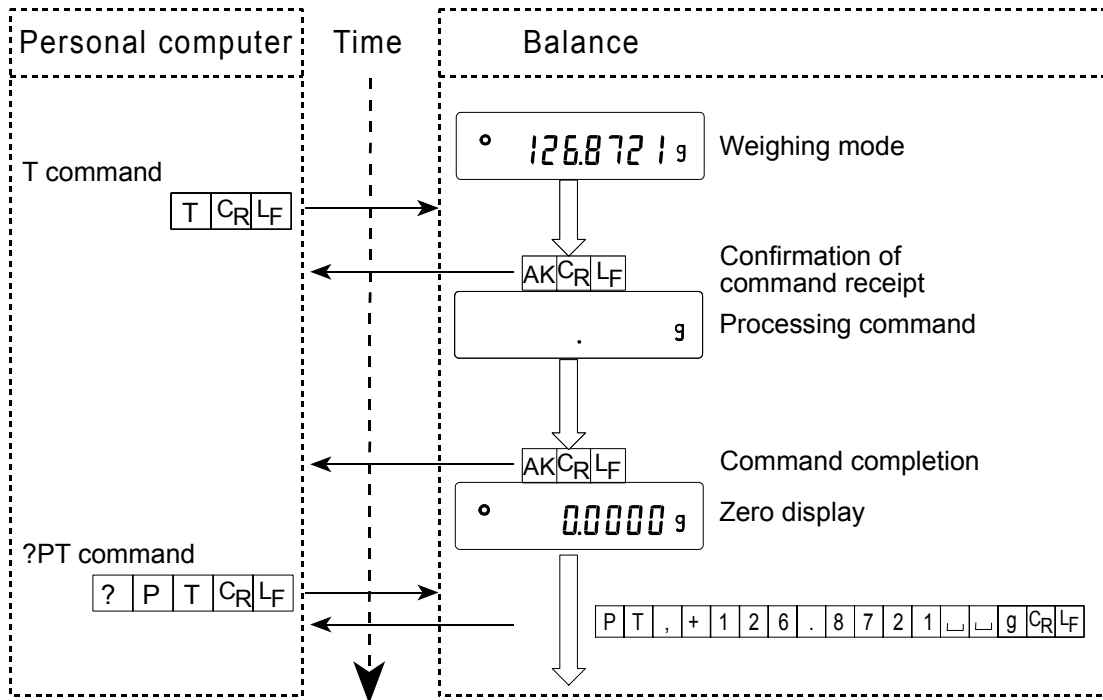 Personal computer
Time
Balance
126.8721 g
Weighing mode
T command
T CR LF
AK CR LF
Confirmation of
command receipt
. g
Processing command
AK CR LF
Command completion
0.0000 g
Zero display
?PT command
? P T CR LF
P T , + 1 2 6 . 8 7 2 1 ␣ ␣ g CR LF